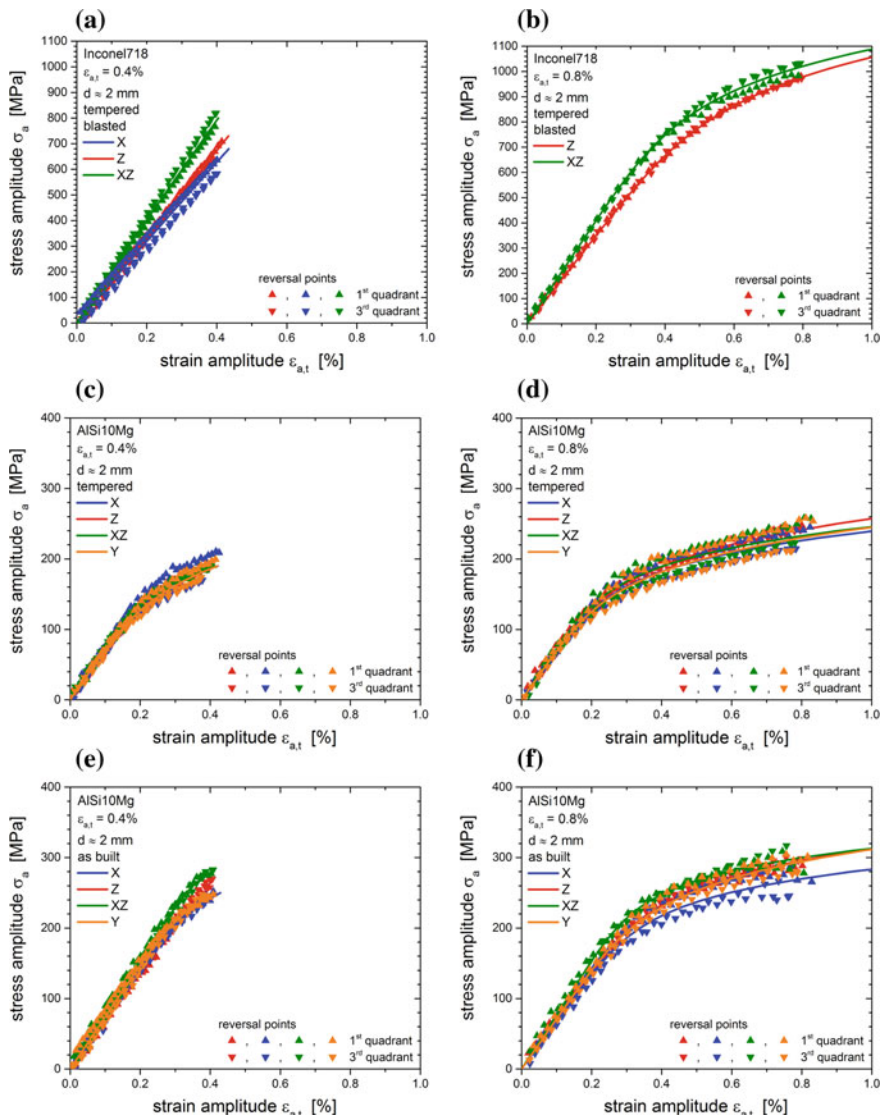 (a)
Inconel718
εa,t = 0.4%
d ≈ 2 mm
tempered
blasted
X
Z
XZ
reversal points
, , 1st quadrant
, , 3rd quadrant
1100
1000
900
800
700
600
500
400
300
200
100
0
0.0 0.2 0.4 0.6 0.8 1.0
stress amplitude σa [MPa]
strain amplitude εa,t [%]
(b)
Inconel718
εa,t = 0.8%
d ≈ 2 mm
tempered
blasted
Z
XZ
reversal points
, 1st quadrant
, 3rd quadrant
1100
1000
900
800
700
600
500
400
300
200
100
0
0.0 0.2 0.4 0.6 0.8 1.0
stress amplitude σa [MPa]
strain amplitude εa,t [%]
(c)
AlSi10Mg
εa,t = 0.4%
d ≈ 2 mm
tempered
X
Z
XZ
Y
reversal points
, , , 1st quadrant
, , , 3rd quadrant
400
300
200
100
0
0.0 0.2 0.4 0.6 0.8 1.0
stress amplitude σa [MPa]
strain amplitude εa,t [%]
(d)
AlSi10Mg
εa,t = 0.8%
d ≈ 2 mm
tempered
X
Z
XZ
Y
reversal points
, , , 1st quadrant
, , , 3rd quadrant
400
300
200
100
0
0.0 0.2 0.4 0.6 0.8 1.0
stress amplitude σa [MPa]
strain amplitude εa,t [%]
(e)
AlSi10Mg
εa,t = 0.4%
d ≈ 2 mm
as built
X
Z
XZ
Y
reversal points
, , , 1st quadrant
, , , 3rd quadrant
400
300
200
100
0
0.0 0.2 0.4 0.6 0.8 1.0
stress amplitude σa [MPa]
strain amplitude εa,t [%]
(f)
AlSi10Mg
εa,t = 0.8%
d ≈ 2 mm
as built
X
Z
XZ
Y
reversal points
, , , 1st quadrant
, , , 3rd quadrant
400
300
200
100
0
0.0 0.2 0.4 0.6 0.8 1.0
stress amplitude σa [MPa]
strain amplitude εa,t [%]